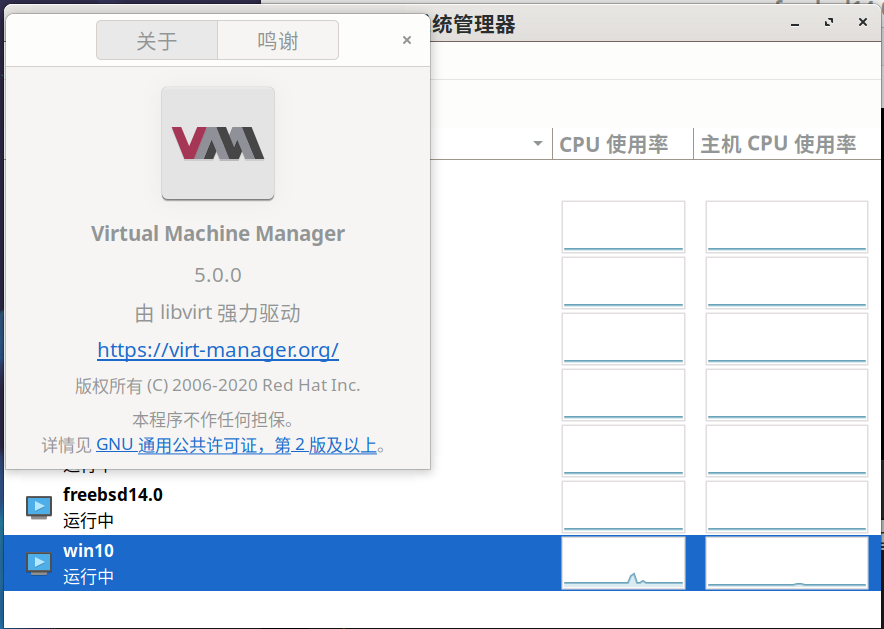 统管理器
关于
鸣谢
CPU 使用率
主机 CPU 使用率
VMM
Virtual Machine Manager
5.0.0
由 libvirt 强力驱动
https://virt-manager.org/
版权所有 (C) 2006-2020 Red Hat Inc.
本程序不作任何担保。
详情见 GNU 通用公共许可证，第 2 版及以上。
freebsd14.0
运行中
win10
运行中